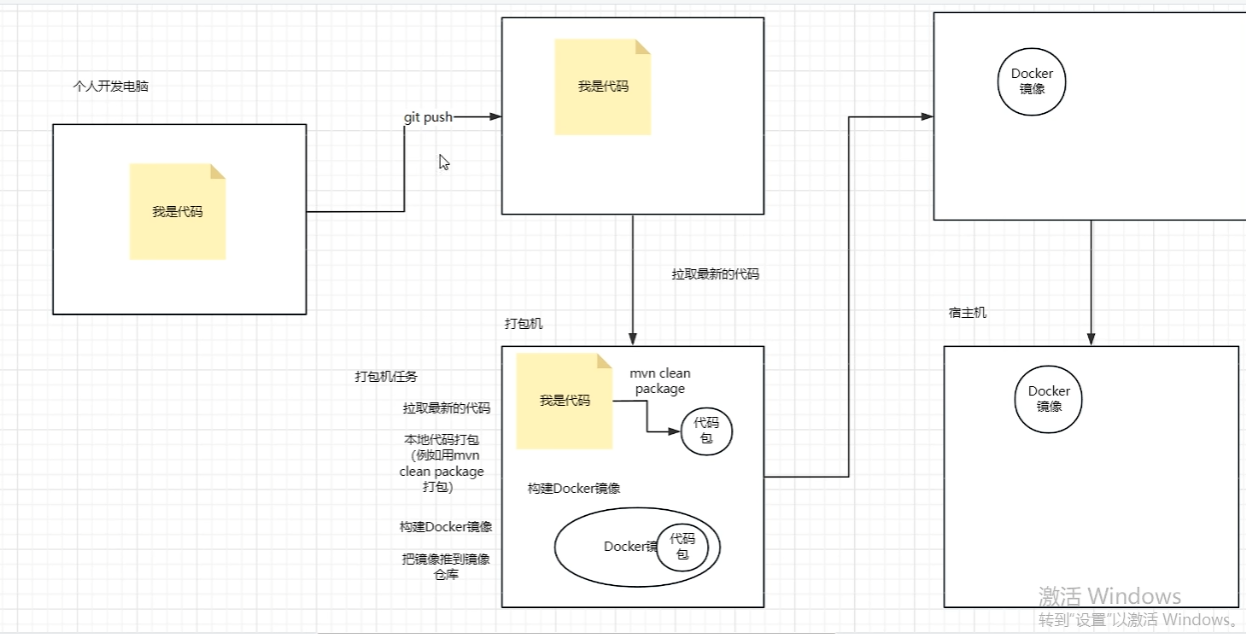 个人开发电脑
我是代码
git push
我是代码
Docker
镜像
拉取最新的代码
打包机
宿主机
打包机任务
拉取最新的代码
本地代码打包
（例如用mvn
clean package
打包）
构建Docker镜像
把镜像推到镜像
仓库
我是代码
mvn clean
package
代码
包
构建Docker镜像
Docker镜
代码
包
Docker
镜像
激活 Windows
转到“设置”以激活 Windows。